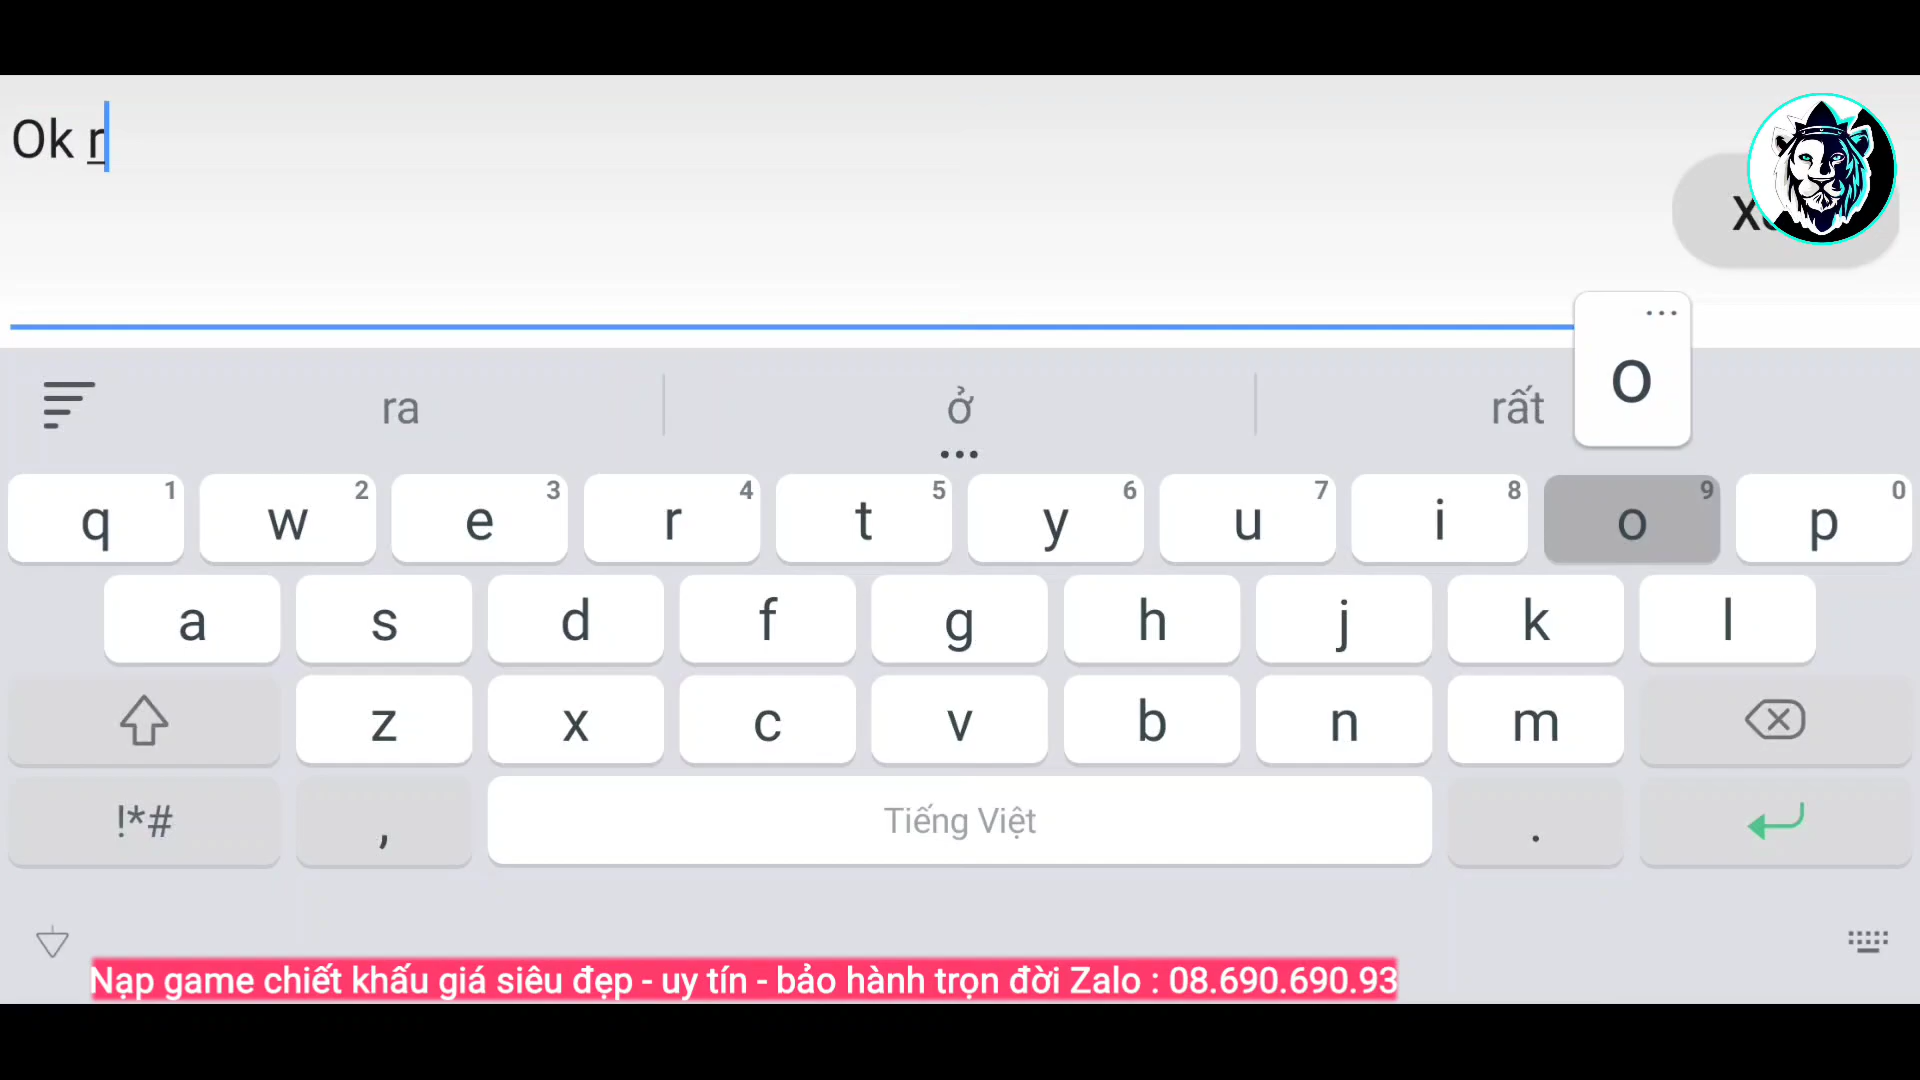 Ok r
o
ra ở rất
q 1 w 2 e 3 r 4 t 5 y 6 u 7 i 8 o 9 p 0
a s d f g h j k l
z x c v b n m
!*# , Tiếng Việt .
Nạp game chiết khấu giá siêu đẹp - uy tín - bảo hành trọn đời Zalo : 08.690.690.93